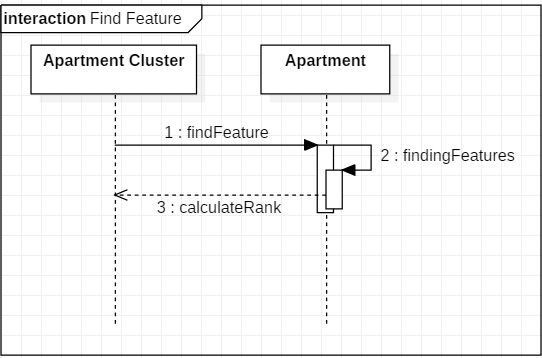 interaction Find Feature
Apartment Cluster
Apartment
1 : findFeature
2 : findingFeatures
3 : calculateRank